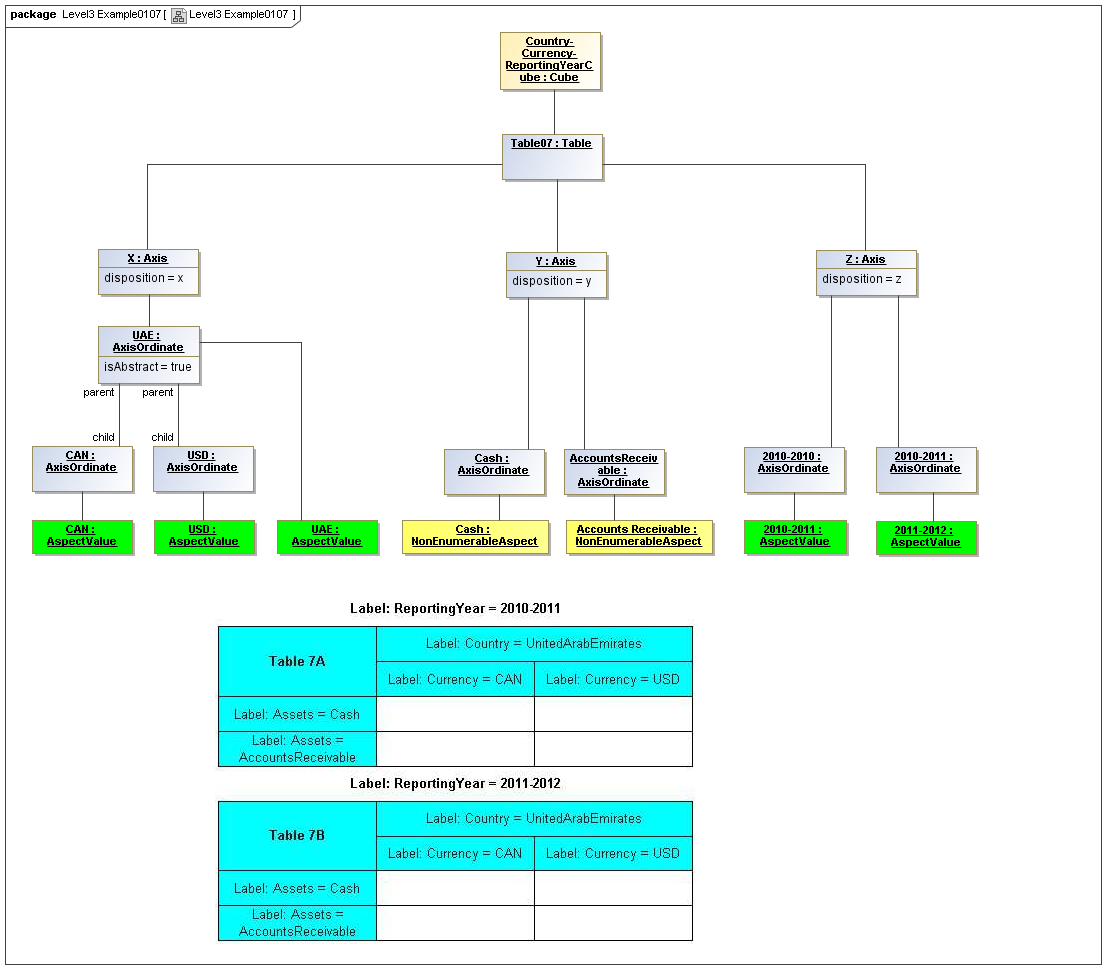 package Level3 Example0107 [ Level3 Example0107 ]
Country-
Currency-
ReportingYearC
ube : Cube
Table07 : Table
X : Axis
disposition = x
Y : Axis
disposition = y
Z : Axis
disposition = z
UAE :
AxisOrdinate
isAbstract = true
parent
parent
child
child
CAN :
AxisOrdinate
USD :
AxisOrdinate
Cash :
AxisOrdinate
AccountsReceiv
able :
AxisOrdinate
2010-2010 :
AxisOrdinate
2010-2011 :
AxisOrdinate
CAN :
AspectValue
USD :
AspectValue
UAE :
AspectValue
Cash :
NonEnumerableAspect
Accounts Receivable :
NonEnumerableAspect
2010-2011 :
AspectValue
2011-2012 :
AspectValue
Label: ReportingYear = 2010-2011
Table 7A
Label: Country = UnitedArabEmirates
Label: Currency = CAN
Label: Currency = USD
Label: Assets = Cash
Label: Assets =
AccountsReceivable
Label: ReportingYear = 2011-2012
Table 7B
Label: Country = UnitedArabEmirates
Label: Currency = CAN
Label: Currency = USD
Label: Assets = Cash
Label: Assets =
AccountsReceivable